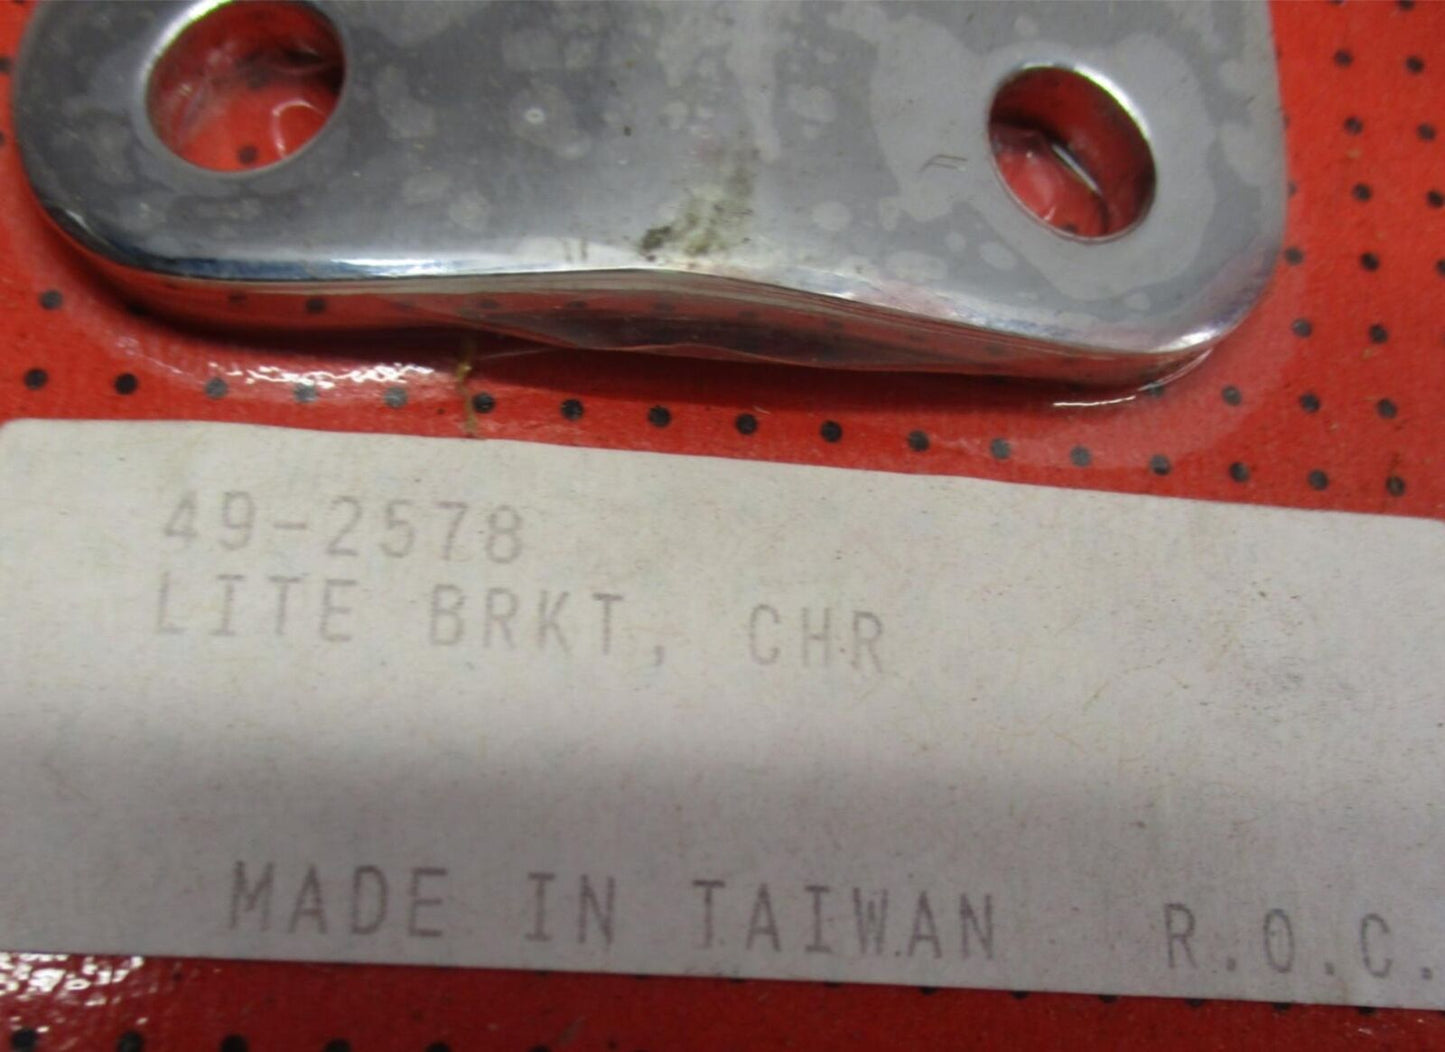 49-2578
LITE BRKT, CHR
MADE IN TAIWAN R.O.C.